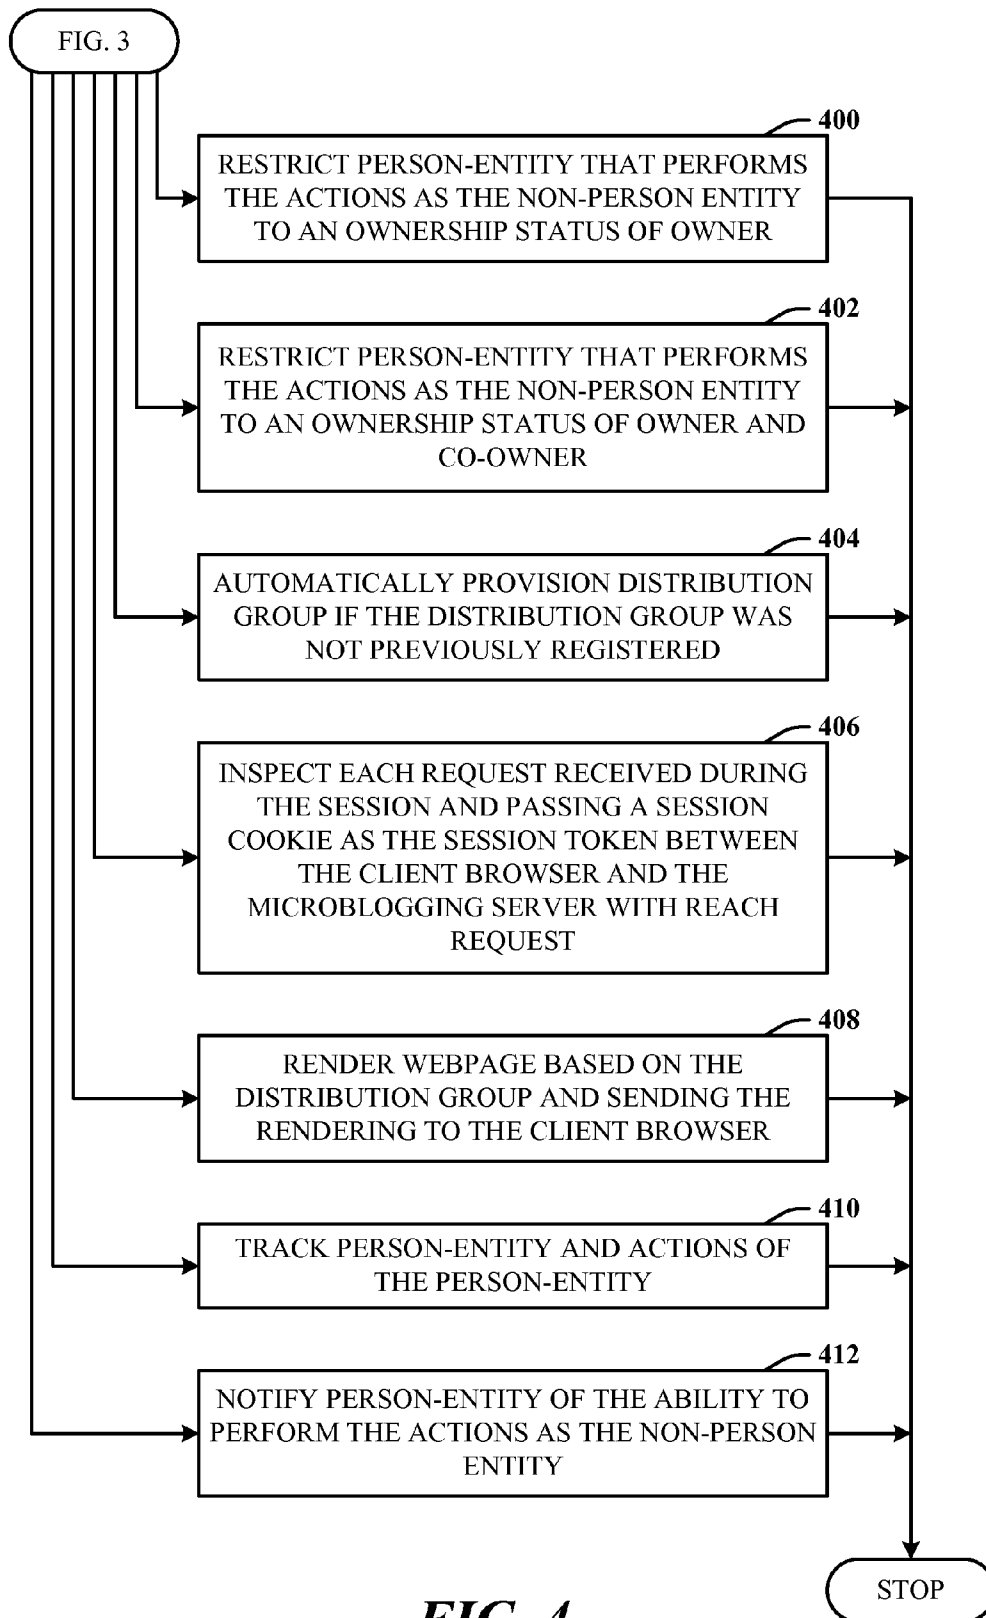 FIG. 3
400
RESTRICT PERSON-ENTITY THAT PERFORMS
THE ACTIONS AS THE NON-PERSON ENTITY
TO AN OWNERSHIP STATUS OF OWNER
402
RESTRICT PERSON-ENTITY THAT PERFORMS
THE ACTIONS AS THE NON-PERSON ENTITY
TO AN OWNERSHIP STATUS OF OWNER AND
CO-OWNER
404
AUTOMATICALLY PROVISION DISTRIBUTION
GROUP IF THE DISTRIBUTION GROUP WAS
NOT PREVIOUSLY REGISTERED
406
INSPECT EACH REQUEST RECEIVED DURING
THE SESSION AND PASSING A SESSION
COOKIE AS THE SESSION TOKEN BETWEEN
THE CLIENT BROWSER AND THE
MICROBLOGGING SERVER WITH REACH
REQUEST
408
RENDER WEBPAGE BASED ON THE
DISTRIBUTION GROUP AND SENDING THE
RENDERING TO THE CLIENT BROWSER
410
TRACK PERSON-ENTITY AND ACTIONS OF
THE PERSON-ENTITY
412
NOTIFY PERSON-ENTITY OF THE ABILITY TO
PERFORM THE ACTIONS AS THE NON-PERSON
ENTITY
STOP
FIG. 4